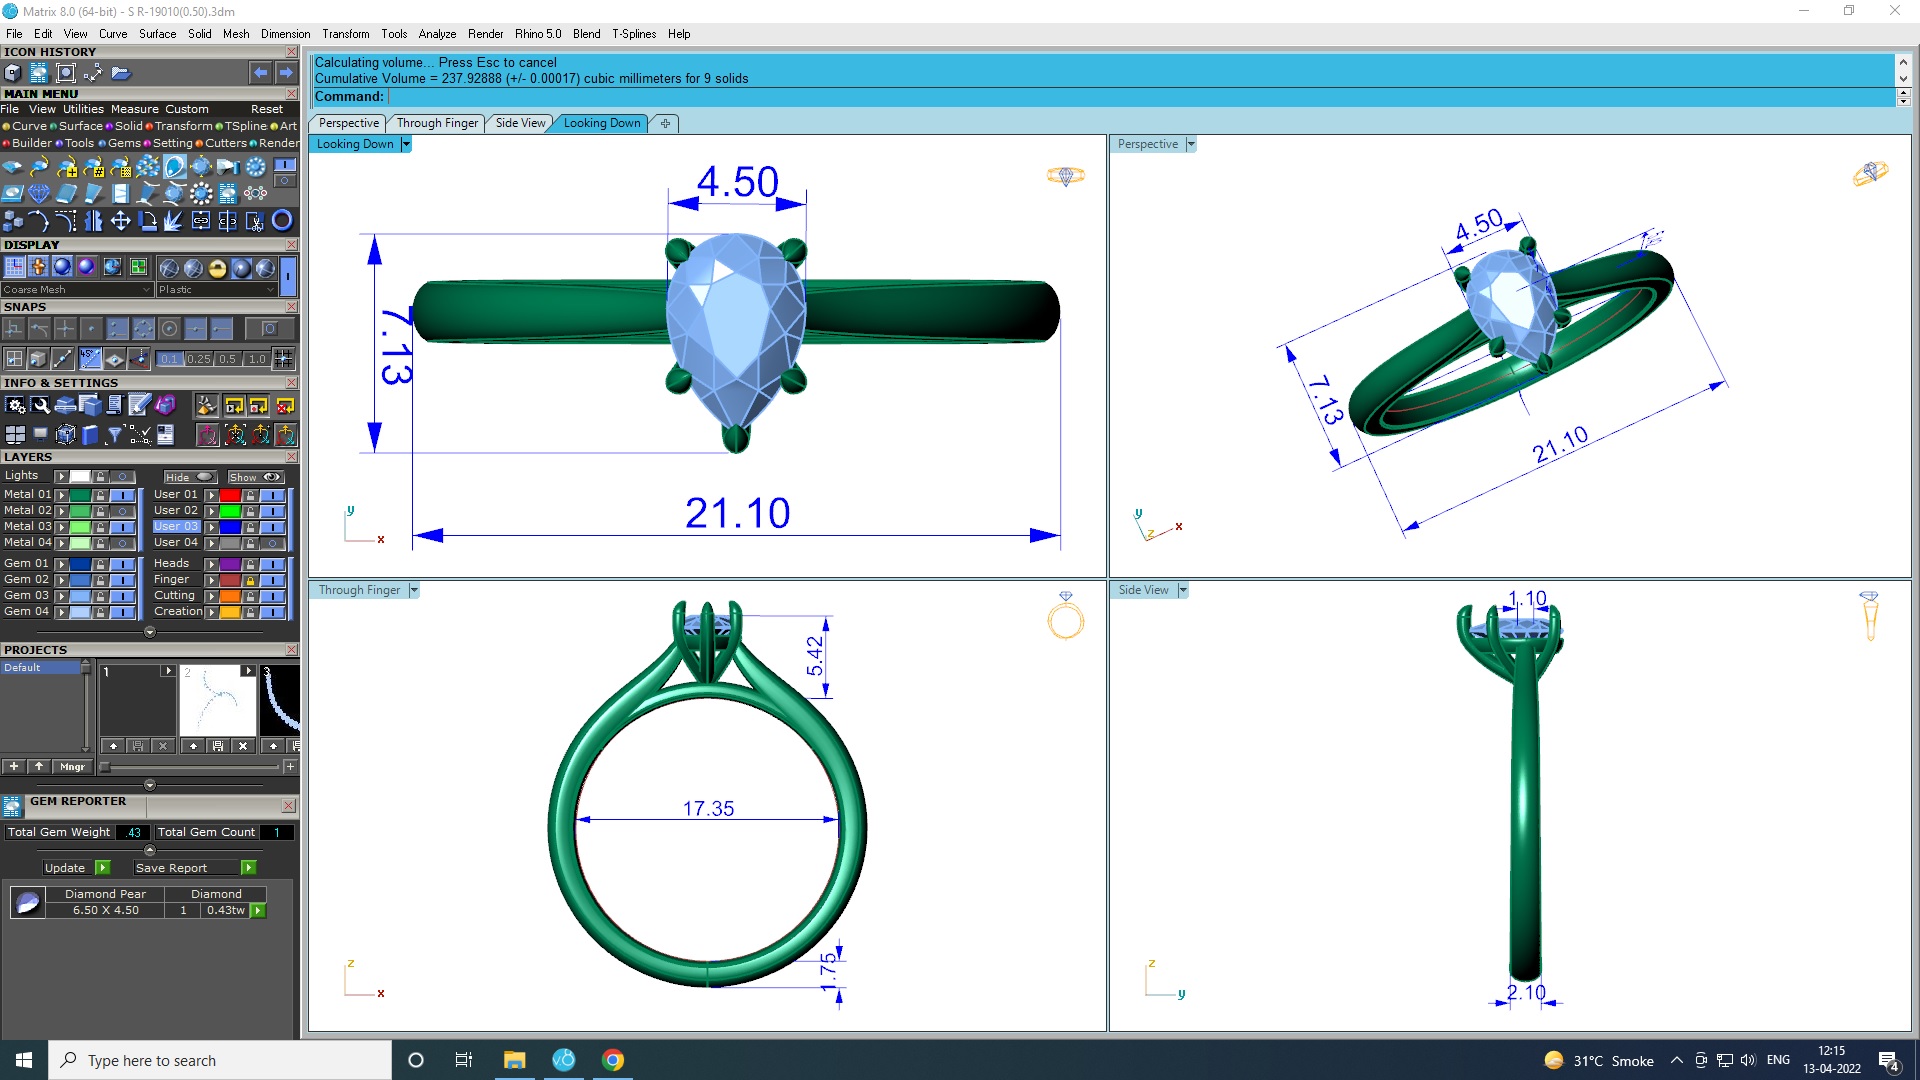 Matrix 8.0 (64-bit) - S R-19010(0.50).3dm
File Edit View Curve Surface Solid Mesh Dimension Transform Tools Analyze Render Rhino 5.0 Blend T-Splines Help
ICON HISTORY
MAIN MENU
File View Utilities Measure Custom Reset
Curve Surface Solid Transform TSpline Art
Builder Tools Gems Setting Cutters Render
DISPLAY
Coarse Mesh Plastic
SNAPS
45° 0.1 0.25 0.5 1.0
INFO & SETTINGS
LAYERS
Lights Hide Show
Metal 01 User 01
Metal 02 User 02
Metal 03 User 03
Metal 04 User 04
Gem 01 Heads
Gem 02 Finger
Gem 03 Cutting
Gem 04 Creation
PROJECTS
Default
1 2 3
Mngr
GEM REPORTER
Total Gem Weight .43 Total Gem Count 1
Update Save Report
Diamond Pear Diamond
6.50 X 4.50 1 0.43tw
Calculating volume... Press Esc to cancel
Cumulative Volume = 237.92888 (+/- 0.00017) cubic millimeters for 9 solids
Command:
Perspective Through Finger Side View Looking Down
Looking Down
4.50
7.13
21.10
y
x
Perspective
4.50
7.13
21.10
y
z
x
Through Finger
5.42
17.35
1.75
z
x
Side View
1.10
2.10
z
y
Type here to search
31°C Smoke
ENG
12:15
13-04-2022
4